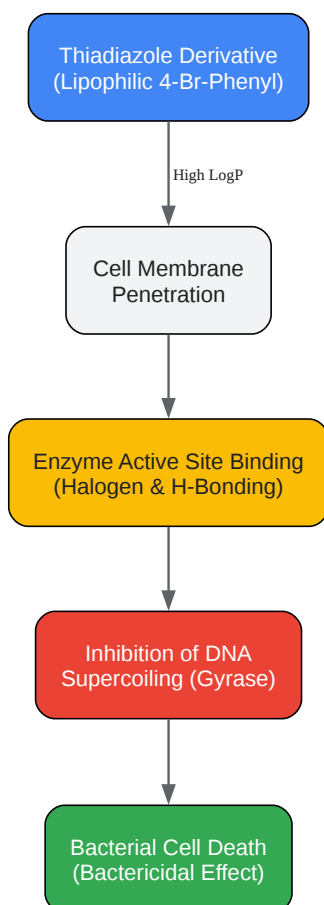 Thiadiazole Derivative
(Lipophilic 4-Br-Phenyl)
High LogP
Cell Membrane
Penetration
Enzyme Active Site Binding
(Halogen & H-Bonding)
Inhibition of DNA
Supercoiling (Gyrase)
Bacterial Cell Death
(Bactericidal Effect)